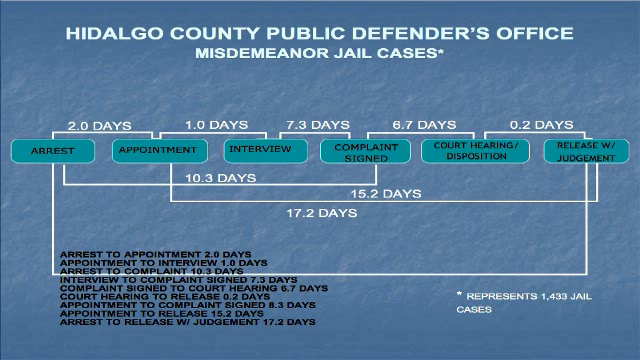 HIDALGO COUNTY PUBLIC DEFENDER'S OFFICE
MISDEMEANOR JAIL CASES*
2.0 DAYS
1.0 DAYS
7.3 DAYS
6.7 DAYS
0.2 DAYS
ARREST
APPOINTMENT
INTERVIEW
COMPLAINT
SIGNED
COURT HEARING/
DISPOSITION
RELEASE W/
JUDGEMENT
10.3 DAYS
15.2 DAYS
17.2 DAYS
ARREST TO APPOINTMENT 2.0 DAYS
APPOINTMENT TO INTERVIEW 1.0 DAYS
ARREST TO COMPLAINT 10.3 DAYS
INTERVIEW TO COMPLAINT SIGNED 7.3 DAYS
COMPLAINT SIGNED TO COURT HEARING 6.7 DAYS
COURT HEARING TO RELEASE 0.2 DAYS
APPOINTMENT TO COMPLAINT SIGNED 8.3 DAYS
APPOINTMENT TO RELEASE 15.2 DAYS
ARREST TO RELEASE W/ JUDGEMENT 17.2 DAYS
* REPRESENTS 1,433 JAIL
CASES